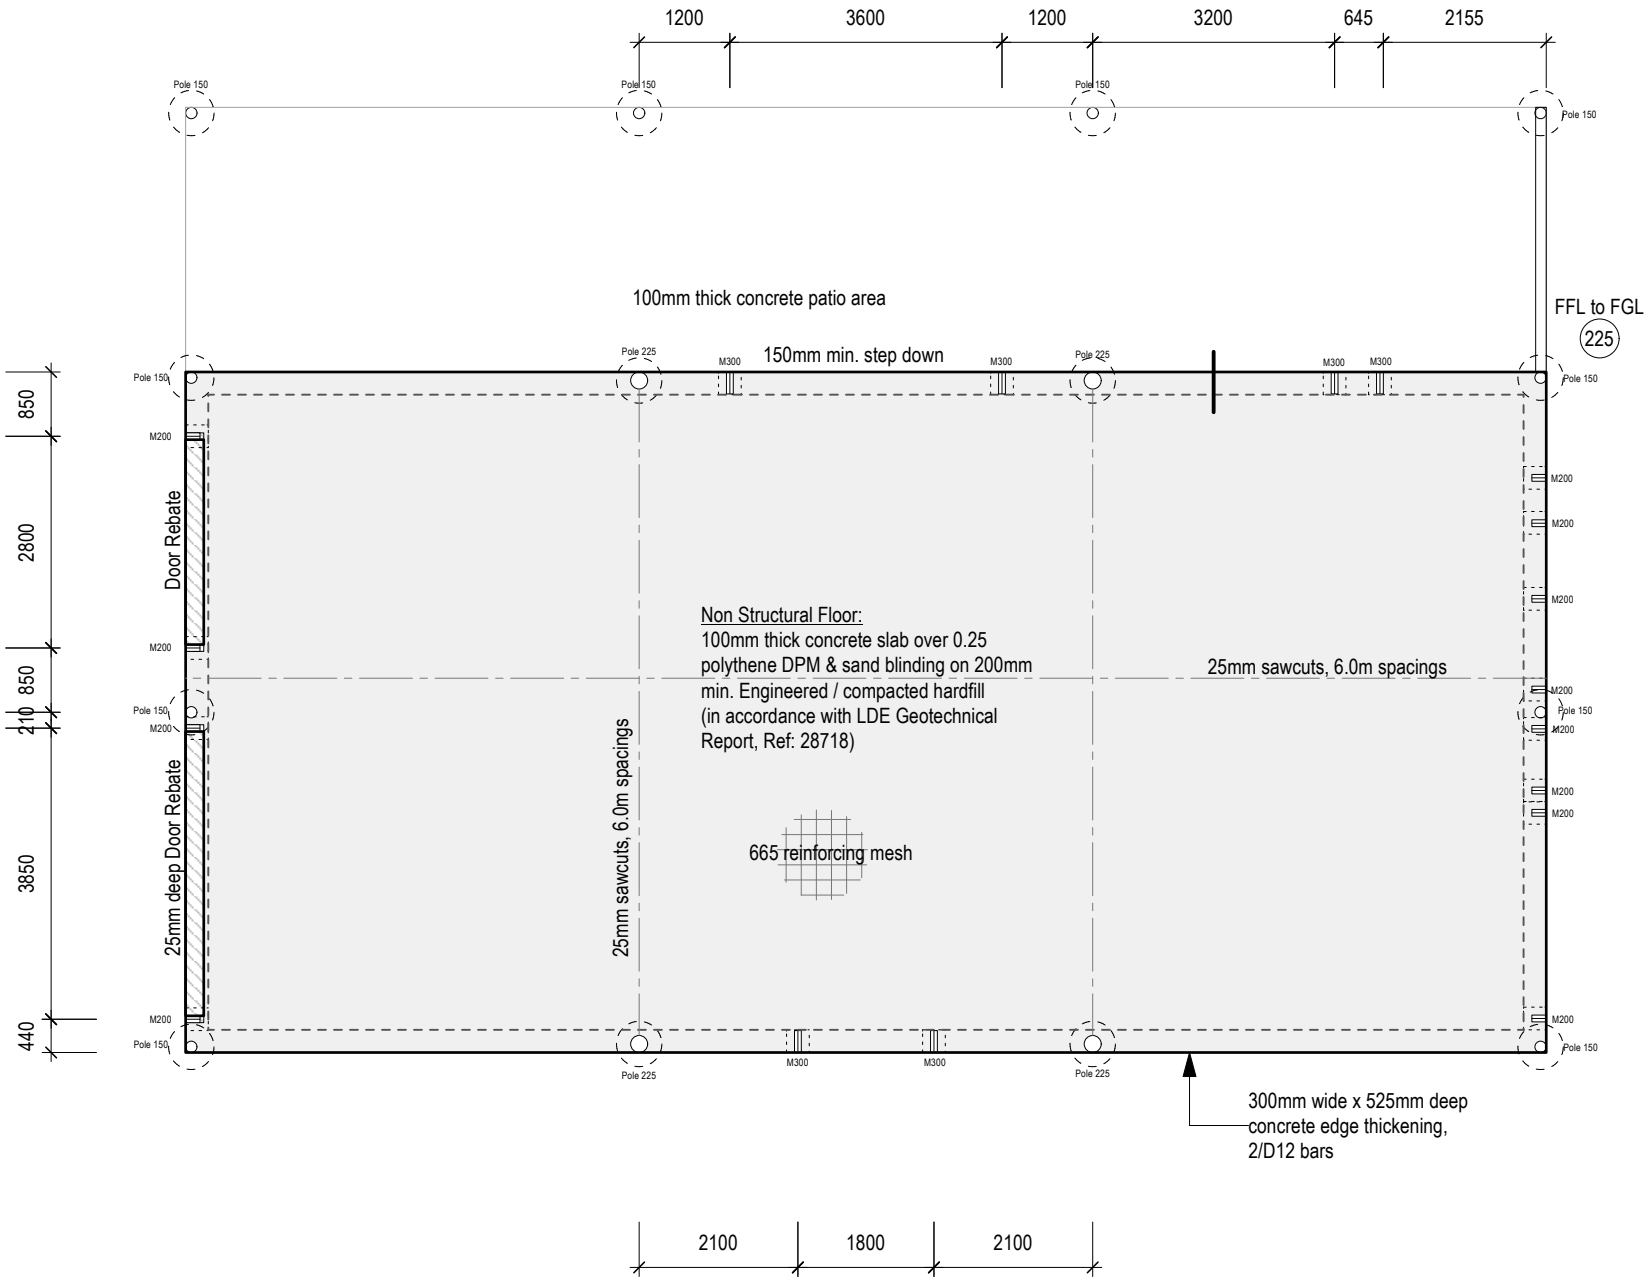 1200 3600 1200 3200 645 2155
Pole 150 Pole 150 Pole 150 Pole 150
100mm thick concrete patio area
FFL to FGL
225
150mm min. step down
Pole 225 M300 M300 Pole 225 M300 M300
Pole 150 Pole 150
850
M200
M200
M200
2800
Door Rebate
M200
Non Structural Floor:
100mm thick concrete slab over 0.25
polythene DPM & sand blinding on 200mm
min. Engineered / compacted hardfill
(in accordance with LDE Geotechnical
Report, Ref: 28718)
M200
25mm sawcuts, 6.0m spacings
850
M200
Pole 150 Pole 150
210
M200 M200
25mm sawcuts, 6.0m spacings
25mm deep Door Rebate
M200
M200
3850
665 reinforcing mesh
M200 M200
440
Pole 150 Pole 150
Pole 225 M300 M300 Pole 225
300mm wide x 525mm deep
concrete edge thickening,
2/D12 bars
2100 1800 2100